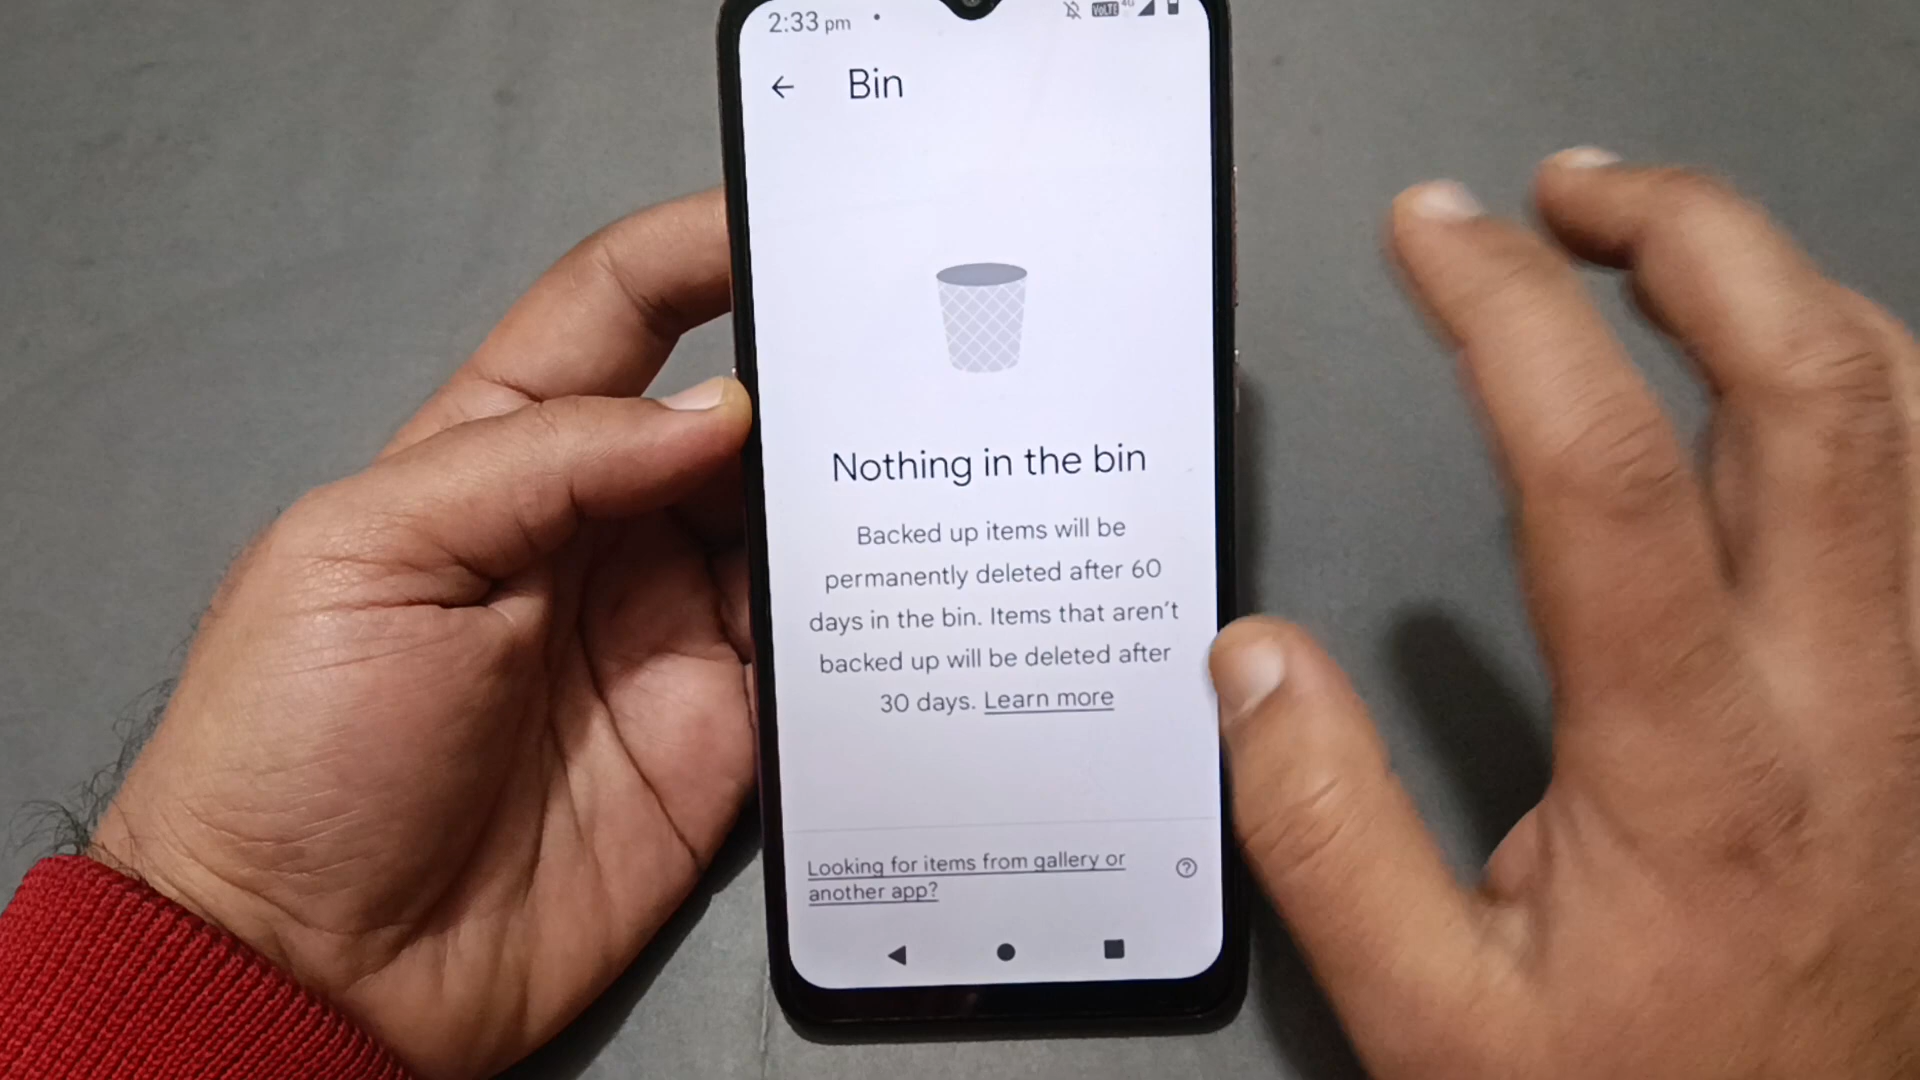 2:33 pm
VoLTE 4G
Bin
Nothing in the bin
Backed up items will be
permanently deleted after 60
days in the bin. Items that aren't
backed up will be deleted after
30 days. Learn more
Looking for items from gallery or
another app?